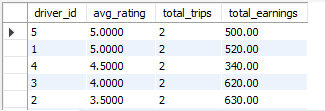 driver_id avg_rating total_trips total_earnings
5 5.0000 2 500.00
1 5.0000 2 520.00
4 4.5000 2 340.00
3 4.0000 2 620.00
2 3.5000 2 630.00